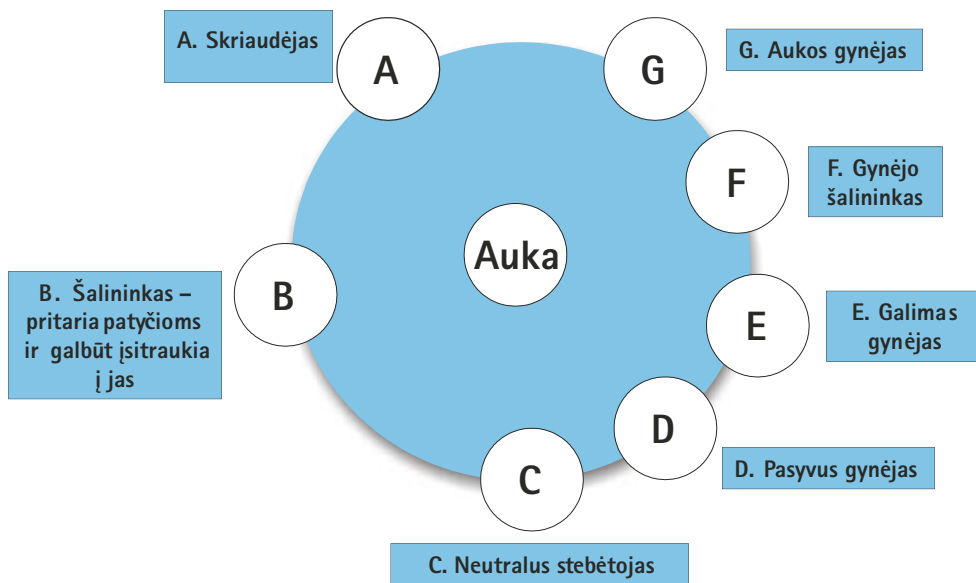 A. Skriaudėjas
A
G
G. Aukos gynėjas
F
F. Gynėjo
šalininkas
Auka
B. Šalininkas –
pritaria patyčioms
ir galbūt įsitraukia
į jas
B
E
E. Galimas
gynėjas
D
D. Pasyvus gynėjas
C
C. Neutralus stebėtojas